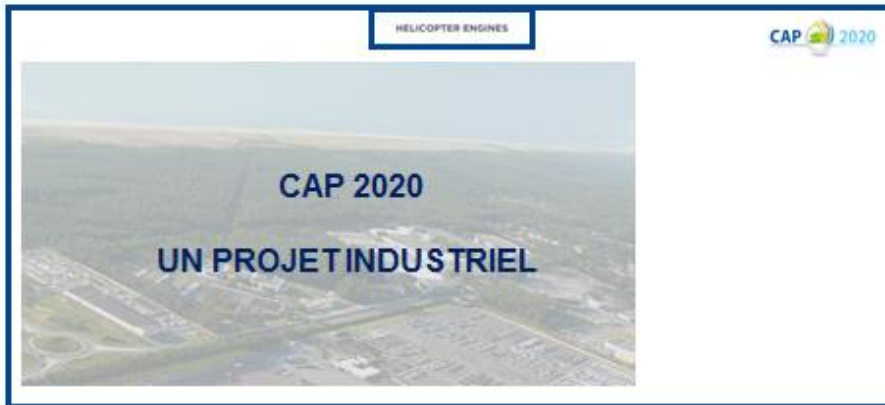 HELICOPTER ENGINES
CAP 2020
CAP 2020
UN PROJET INDUSTRIEL